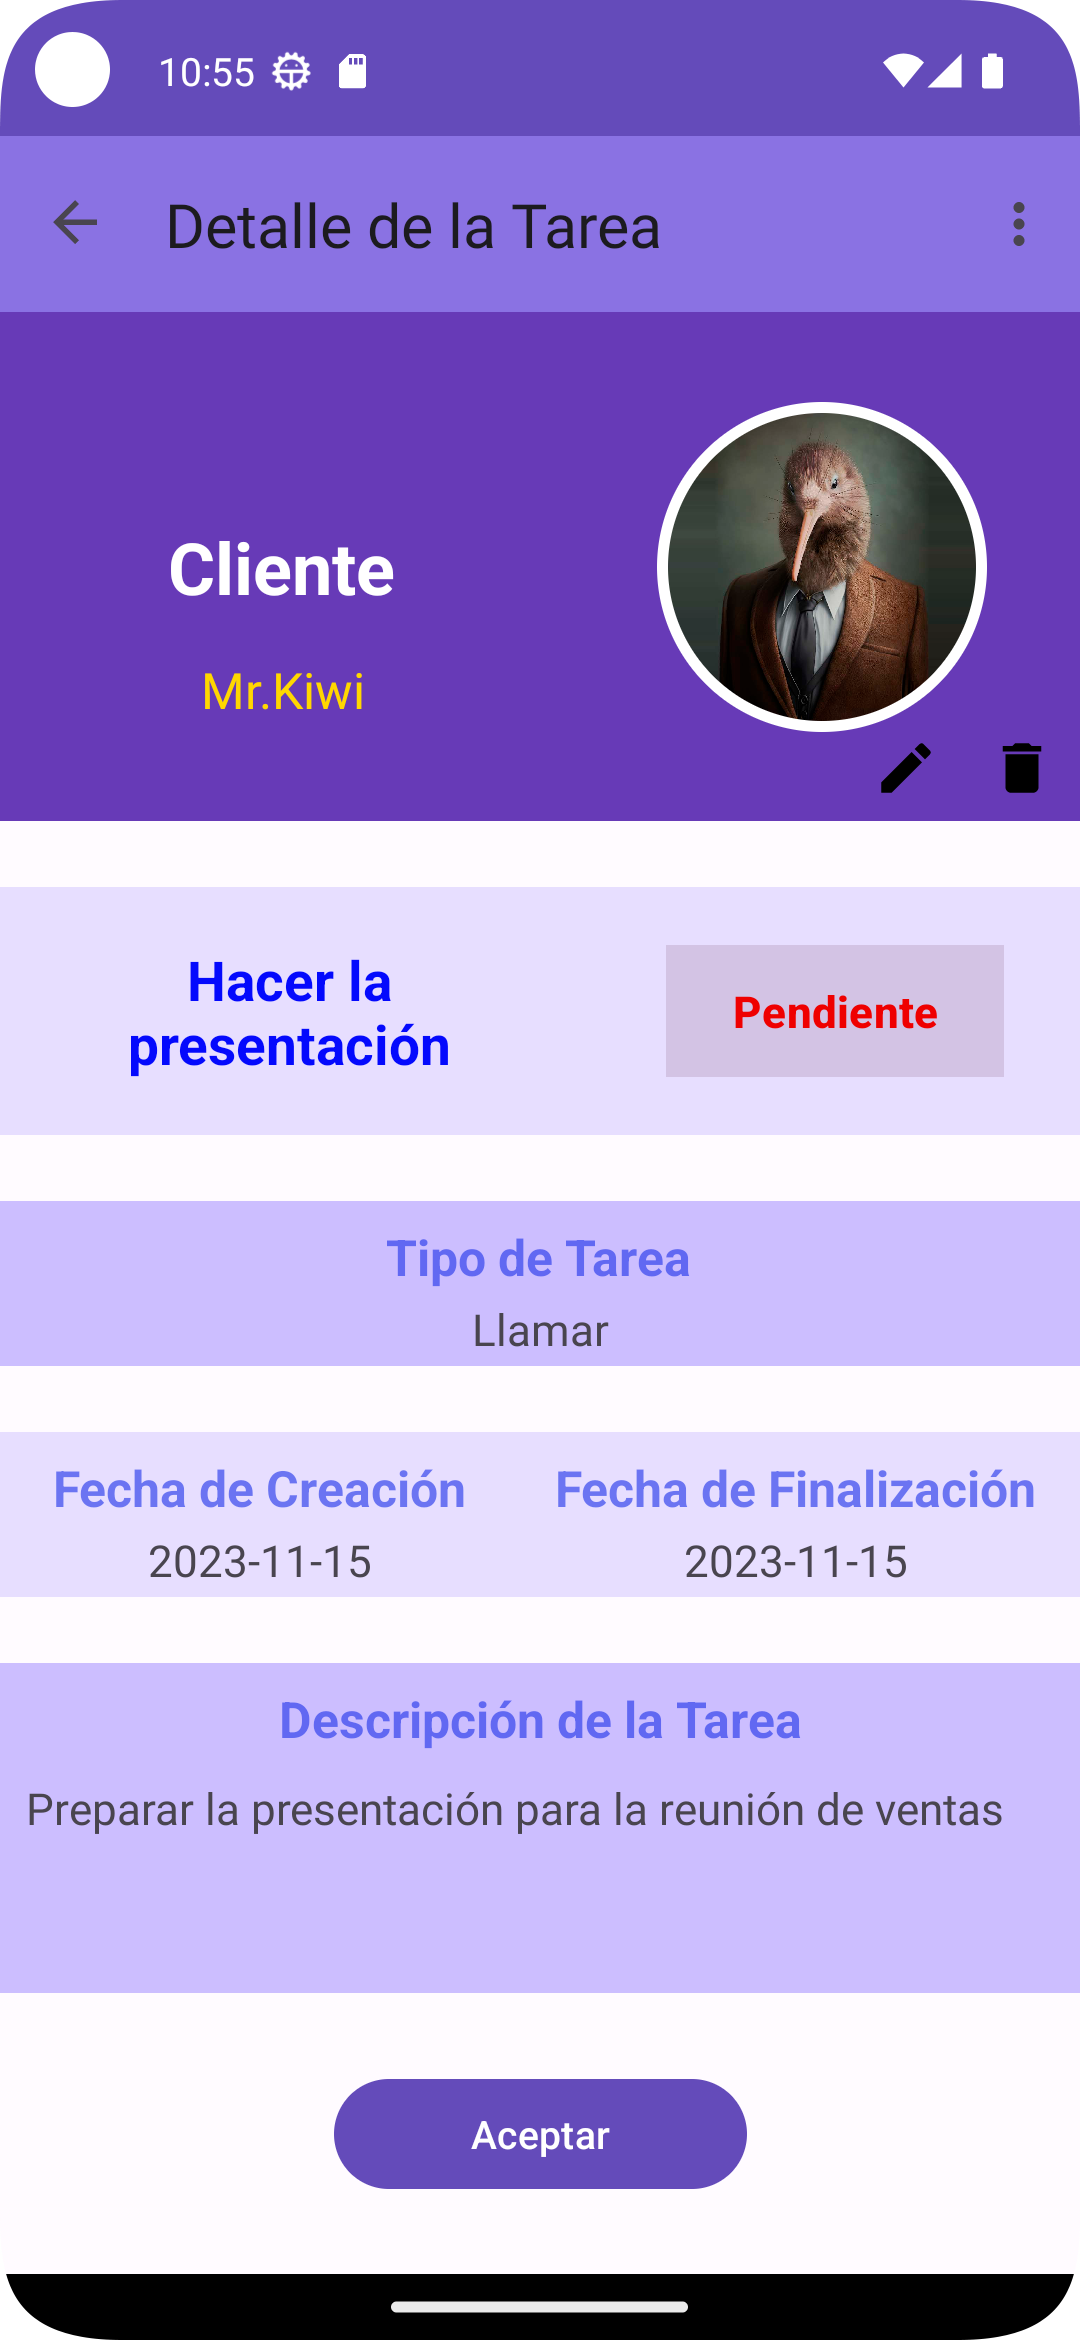 10:55
Detalle de la Tarea
Cliente
Mr.Kiwi
Hacer la
presentación
Pendiente
Tipo de Tarea
Llamar
Fecha de Creación
2023-11-15
Fecha de Finalización
2023-11-15
Descripción de la Tarea
Preparar la presentación para la reunión de ventas
Aceptar